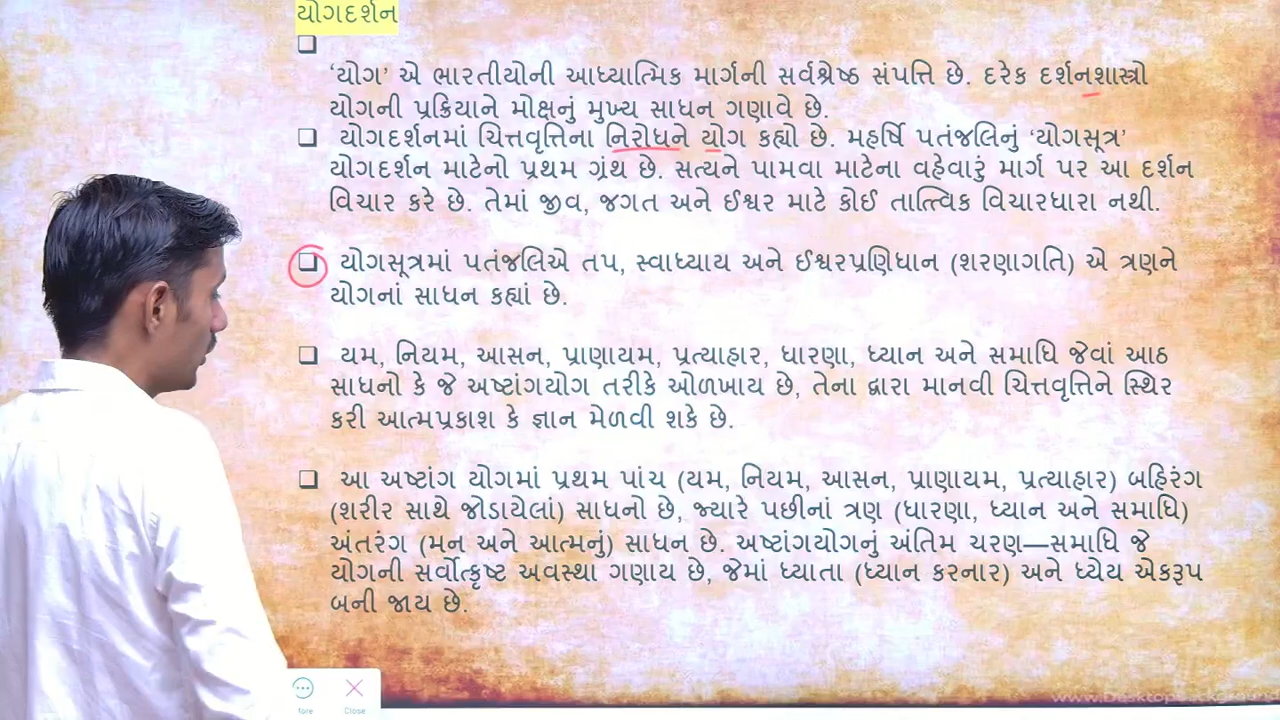 યોગદર્શન
❑
‘યોગ’ એ ભારતીયોની આધ્યાત્મિક માર્ગની સર્વશ્રેષ્ઠ સંપત્તિ છે. દરેક દર્શનશાસ્ત્રો
યોગની પ્રક્રિયાને મોક્ષનું મુખ્ય સાધન ગણાવે છે.
❑ યોગદર્શનમાં ચિત્તવૃત્તિના નિરોધને યોગ કહ્યો છે. મહર્ષિ પતંજલિનું ‘યોગસૂત્ર’
યોગદર્શન માટેનો પ્રથમ ગ્રંથ છે. સત્યને પામવા માટેના વહેવારું માર્ગ પર આ દર્શન
વિચાર કરે છે. તેમાં જીવ, જગત અને ઈશ્વર માટે કોઈ તાત્ત્વિક વિચારધારા નથી.
❑ યોગસૂત્રમાં પતંજલિએ તપ, સ્વાધ્યાય અને ઈશ્વરપ્રણિધાન (શરણાગતિ) એ ત્રણને
યોગનાં સાધન કહ્યાં છે.
❑ યમ, નિયમ, આસન, પ્રાણાયમ, પ્રત્યાહાર, ધારણા, ધ્યાન અને સમાધિ જેવાં આઠ
સાધનો કે જે અષ્ટાંગયોગ તરીકે ઓળખાય છે, તેના દ્વારા માનવી ચિત્તવૃત્તિને સ્થિર
કરી આત્મપ્રકાશ કે જ્ઞાન મેળવી શકે છે.
❑ આ અષ્ટાંગ યોગમાં પ્રથમ પાંચ (યમ, નિયમ, આસન, પ્રાણાયમ, પ્રત્યાહાર) બહિરંગ
(શરીર સાથે જોડાયેલાં) સાધનો છે, જ્યારે પછીનાં ત્રણ (ધારણા, ધ્યાન અને સમાધિ)
અંતરંગ (મન અને આત્મનું) સાધન છે. અષ્ટાંગયોગનું અંતિમ ચરણ—સમાધિ જે
યોગની સર્વોત્કૃષ્ટ અવસ્થા ગણાય છે, જેમાં ધ્યાતા (ધ્યાન કરનાર) અને ધ્યેય એકરૂપ
બની જાય છે.
Close